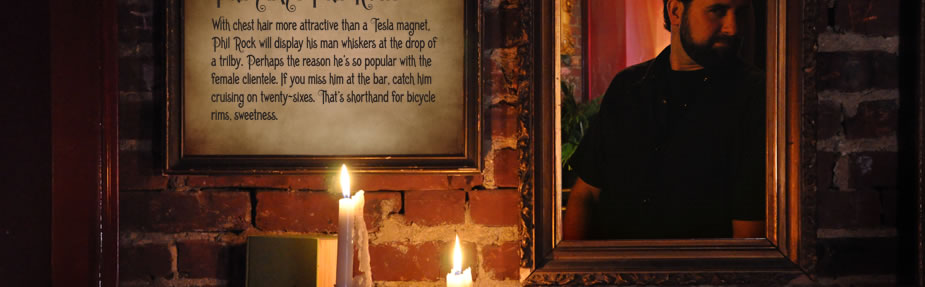 With chest hair more attractive than a Tesla magnet,
Phil Rock will display his man whiskers at the drop of
a trilby. Perhaps the reason he's so popular with the
female clientele. If you miss him at the bar, catch him
cruising on twenty-sixes. That's shorthand for bicycle
rims, sweetness.